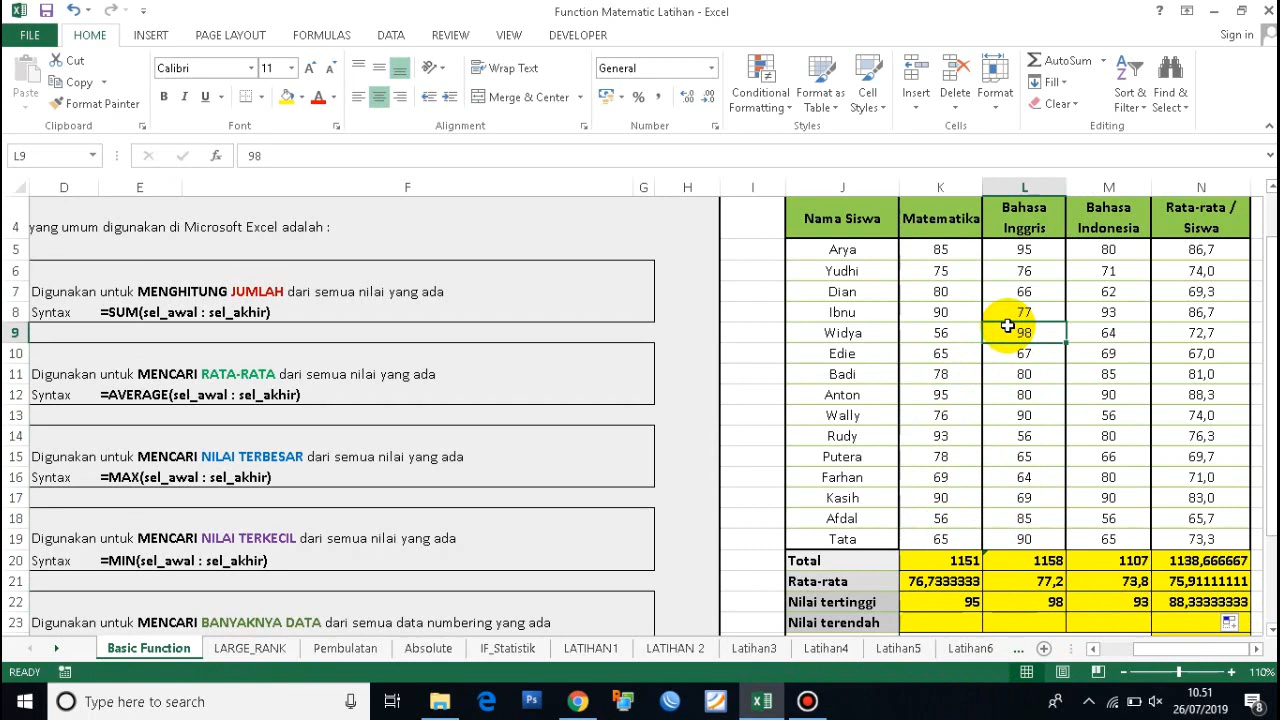 Function Matematic Latihan - Excel
FILE HOME INSERT PAGE LAYOUT FORMULAS DATA REVIEW VIEW DEVELOPER Sign in
Paste Cut Copy Format Painter
Calibri 11
B I U A
Wrap Text
Merge & Center
General
%
Conditional Formatting Format as Table Cell Styles
Insert Delete Format
AutoSum Fill Clear
Sort & Filter Find & Select
Clipboard Font Alignment Number Styles Cells Editing
L9 fx 98
D E F G H I J K L M N
4 yang umum digunakan di Microsoft Excel adalah : Nama Siswa Matematika Bahasa Inggris Bahasa Indonesia Rata-rata / Siswa
5 Arya 85 95 80 86,7
6 Yudhi 75 76 71 74,0
7 Digunakan untuk MENGHITUNG JUMLAH dari semua nilai yang ada Dian 80 66 62 69,3
8 Syntax =SUM(sel_awal : sel_akhir) Ibnu 90 77 93 86,7
9 Widya 56 98 64 72,7
10 Edie 65 67 69 67,0
11 Digunakan untuk MENCARI RATA-RATA dari semua nilai yang ada Badi 78 80 85 81,0
12 Syntax =AVERAGE(sel_awal : sel_akhir) Anton 95 80 90 88,3
13 Wally 76 90 56 74,0
14 Rudy 93 56 80 76,3
15 Digunakan untuk MENCARI NILAI TERBESAR dari semua nilai yang ada Putera 78 65 66 69,7
16 Syntax =MAX(sel_awal : sel_akhir) Farhan 69 64 80 71,0
17 Kasih 90 69 90 83,0
18 Afdal 56 85 56 65,7
19 Digunakan untuk MENCARI NILAI TERKECIL dari semua nilai yang ada Tata 65 90 65 73,3
20 Syntax =MIN(sel_awal : sel_akhir) Total 1151 1158 1107 1138,666667
21 Rata-rata 76,7333333 77,2 73,8 75,91111111
22 Nilai tertinggi 95 98 93 88,33333333
23 Digunakan untuk MENCARI BANYAKNYA DATA dari semua data numbering yang ada Nilai terendah
Basic Function LARGE_RANK Pembulatan Absolute IF_Statistik LATIHAN1 LATIHAN 2 Latihan3 Latihan4 Latihan5 Latihan6 ...
READY 110%
Type here to search
10.51
26/07/2019
8